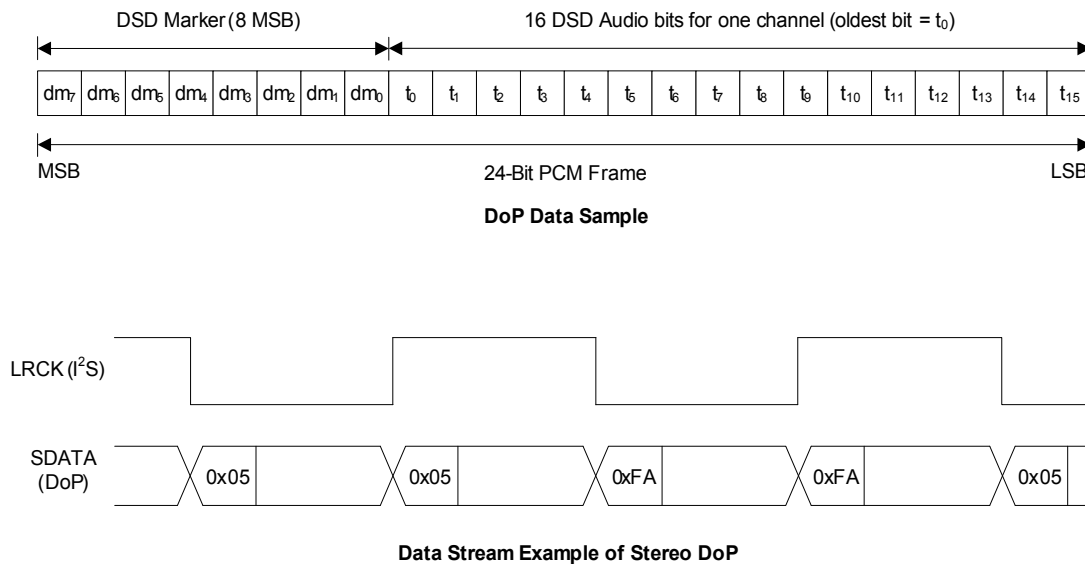 DSD Marker (8 MSB) 16 DSD Audio bits for one channel (oldest bit = t₀)
dm₇ dm₆ dm₅ dm₄ dm₃ dm₂ dm₁ dm₀ t₀ t₁ t₂ t₃ t₄ t₅ t₆ t₇ t₈ t₉ t₁₀ t₁₁ t₁₂ t₁₃ t₁₄ t₁₅
MSB 24-Bit PCM Frame LSB
DoP Data Sample
LRCK (I²S)
SDATA
(DoP)
0x05 0x05 0xFA 0xFA 0x05
Data Stream Example of Stereo DoP